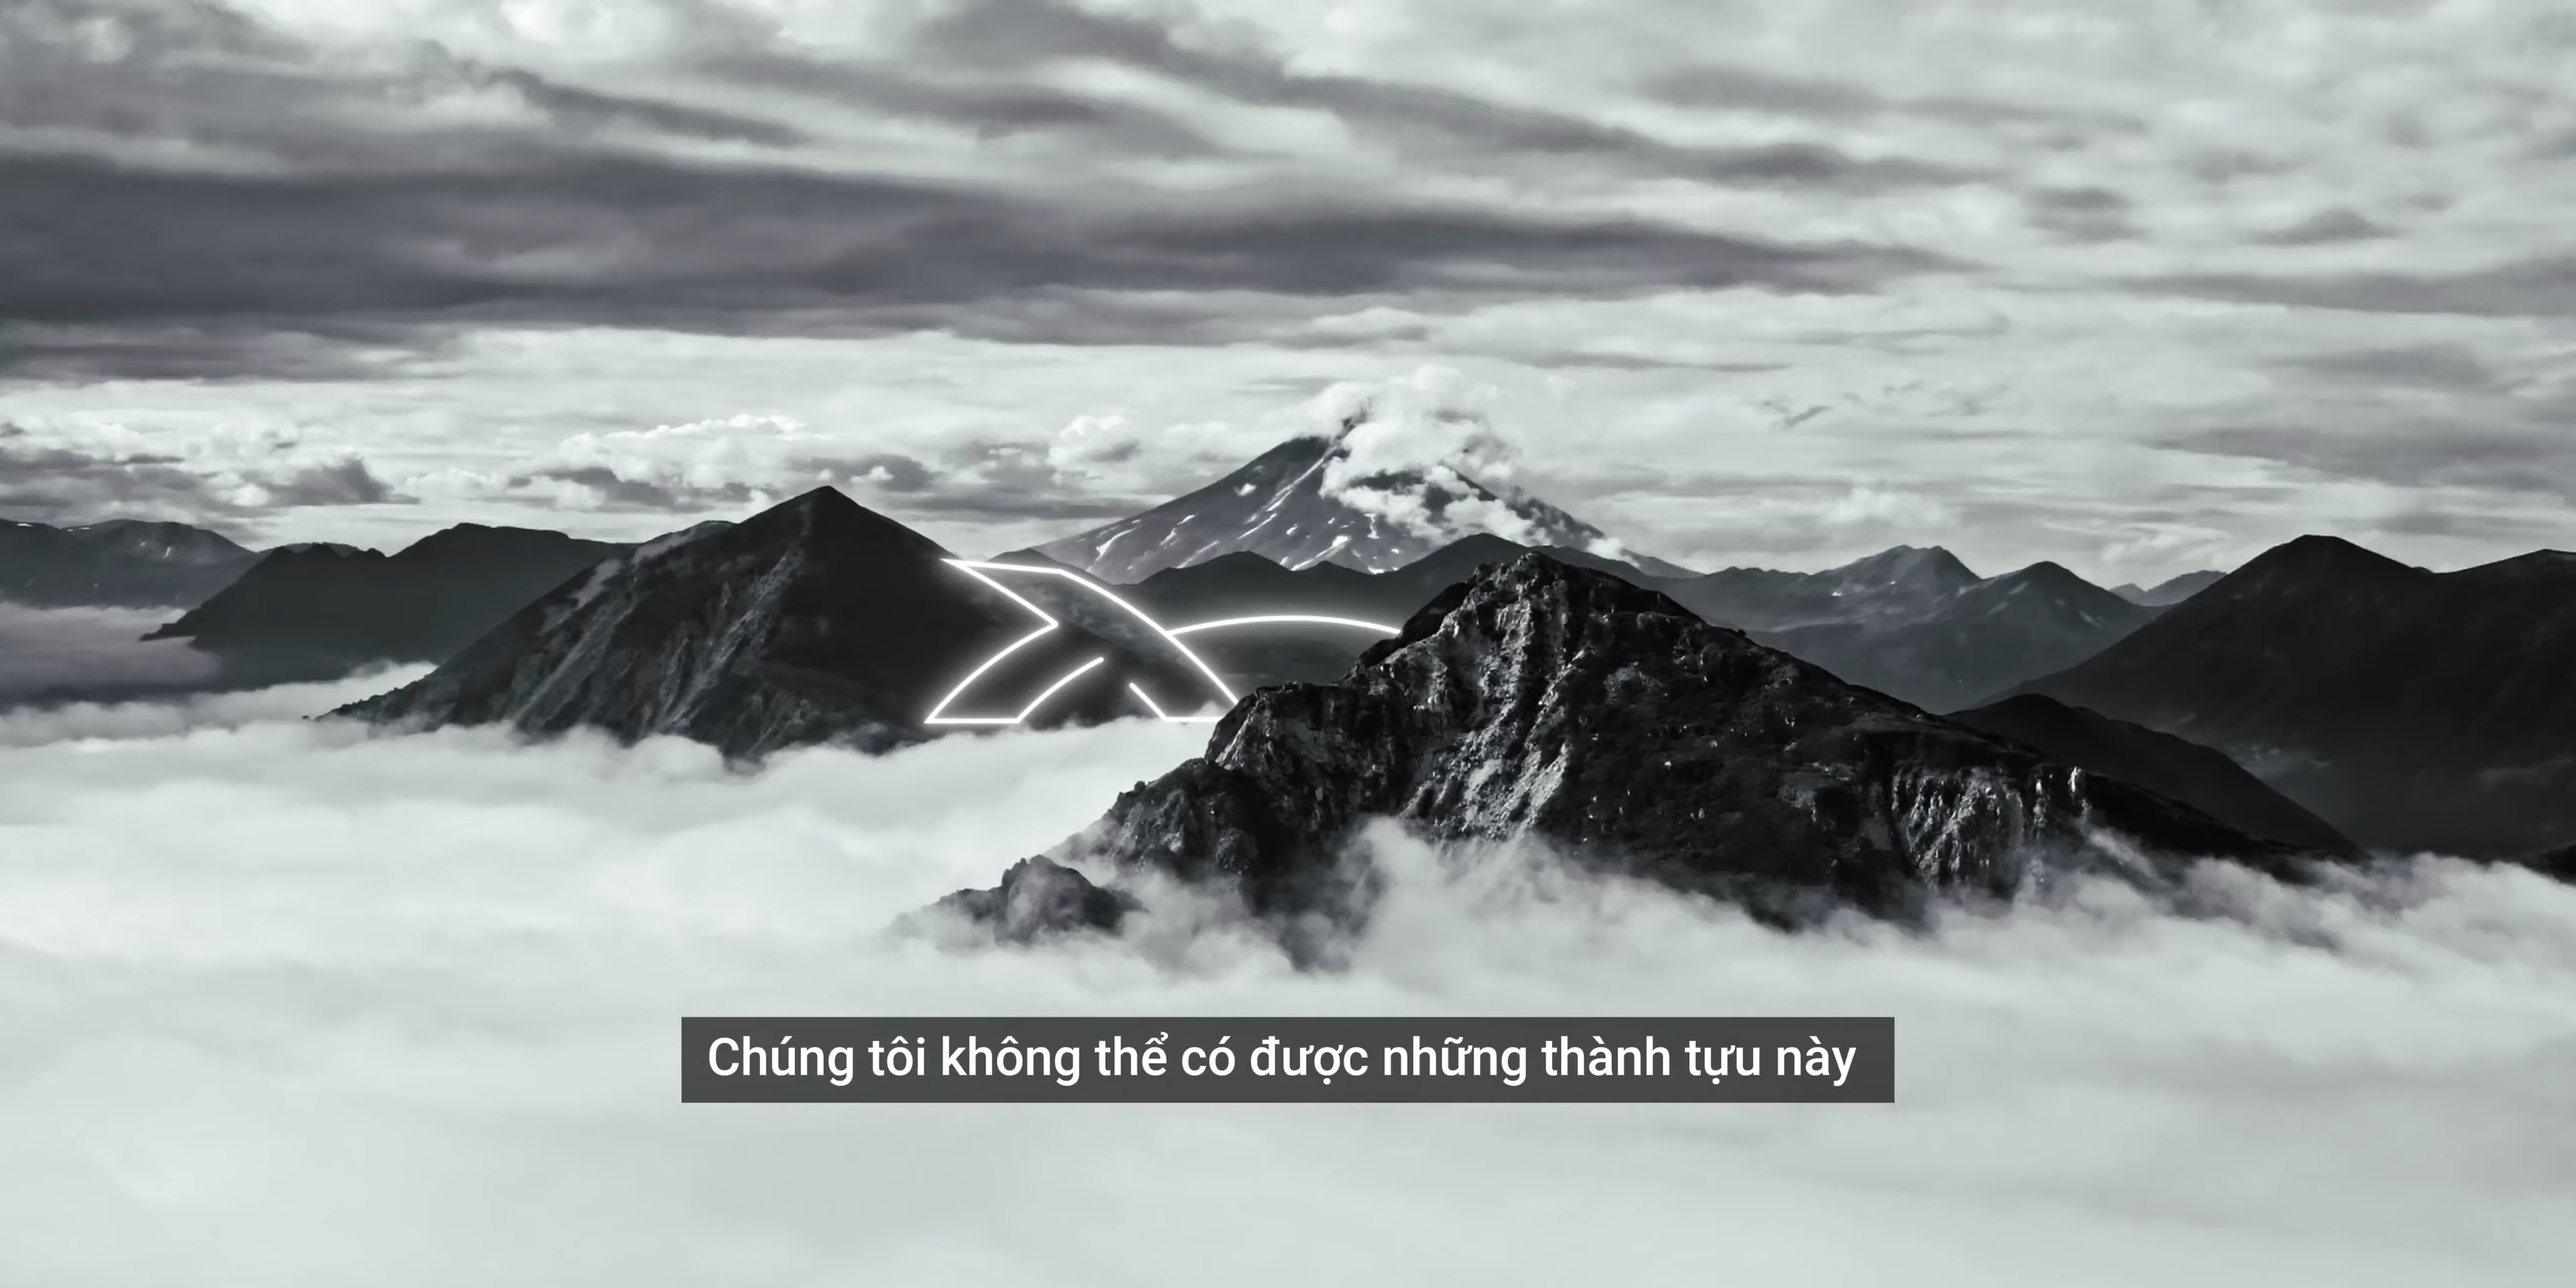 Chúng tôi không thể có được những thành tựu này